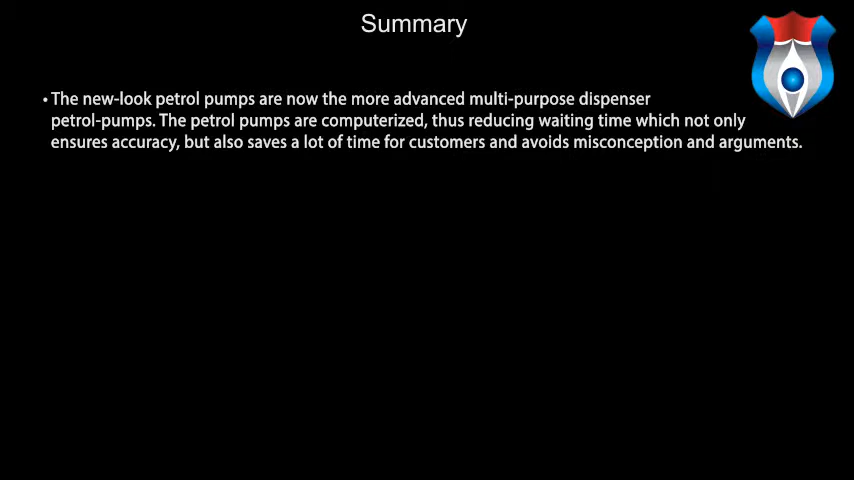 Summary
• The new-look petrol pumps are now the more advanced multi-purpose dispenser
petrol-pumps. The petrol pumps are computerized, thus reducing waiting time which not only
ensures accuracy, but also saves a lot of time for customers and avoids misconception and arguments.